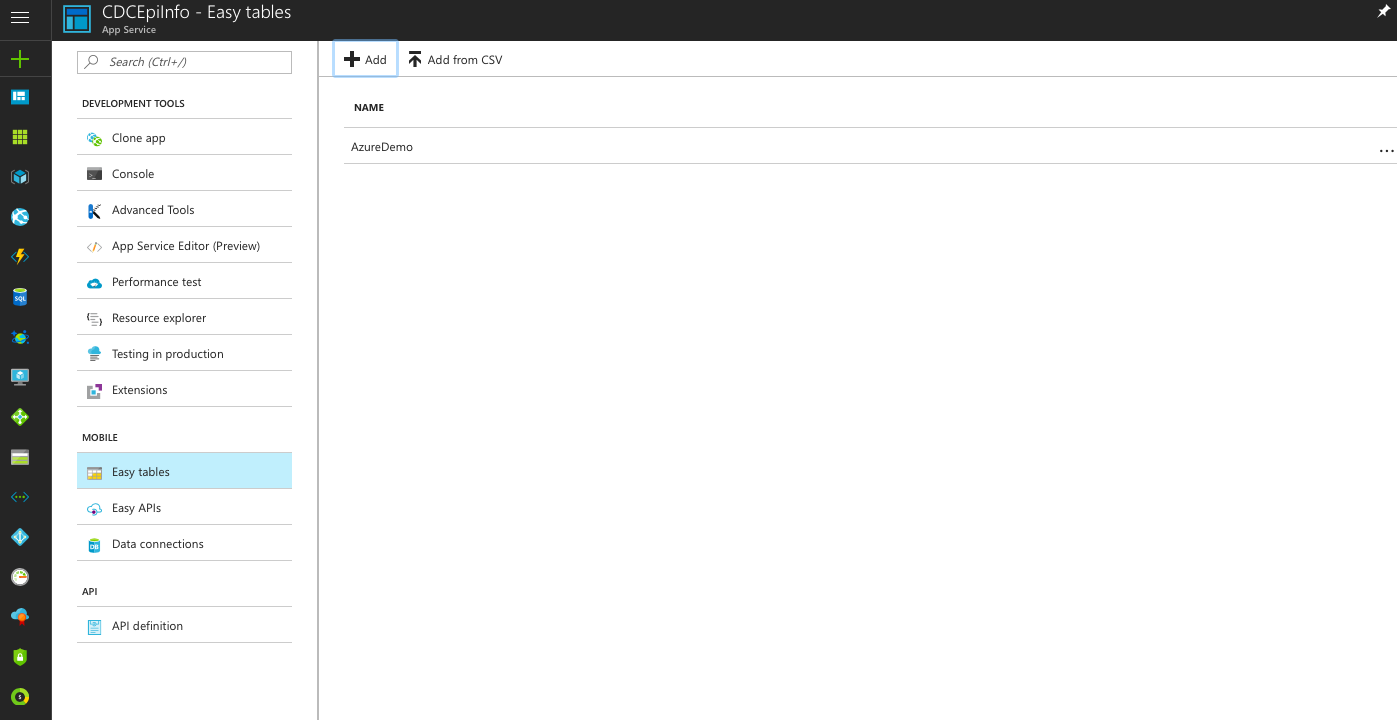 CDCEpiInfo - Easy tables
App Service
Search (Ctrl+/)
DEVELOPMENT TOOLS
Clone app
Console
Advanced Tools
App Service Editor (Preview)
Performance test
Resource explorer
Testing in production
Extensions
MOBILE
Easy tables
Easy APIs
Data connections
API
API definition
Add
Add from CSV
NAME
AzureDemo
...
SQL
DB